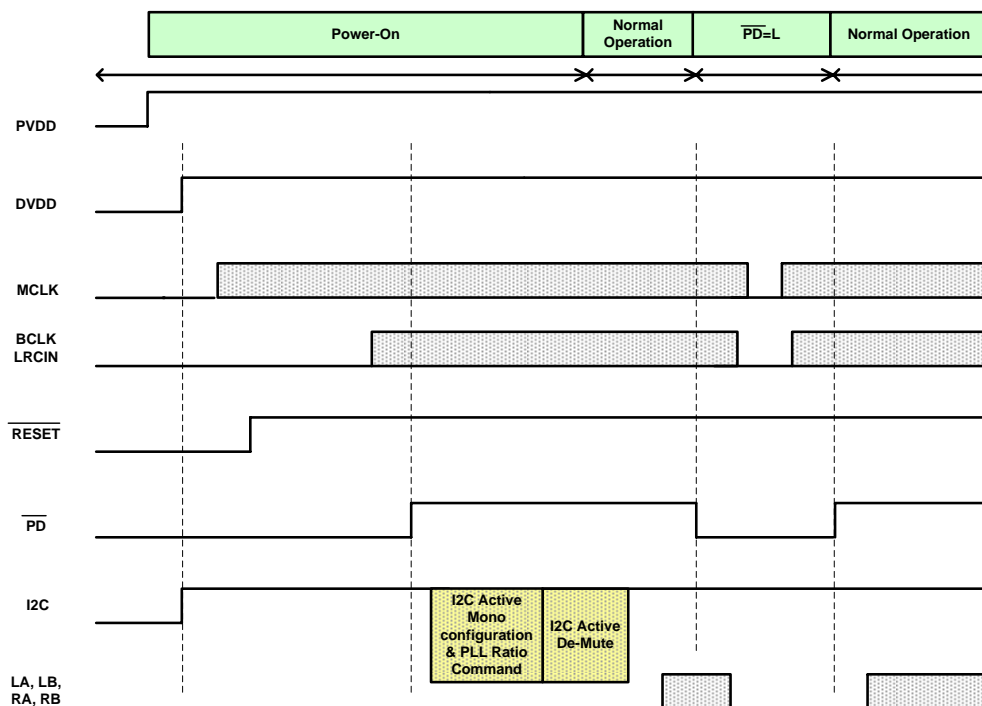 Power-On
Normal
Operation
PD=L
Normal Operation
PVDD
DVDD
MCLK
BCLK
LRCIN
RESET
PD
I2C
I2C Active
Mono
configuration
& PLL Ratio
Command
I2C Active
De-Mute
LA, LB,
RA, RB